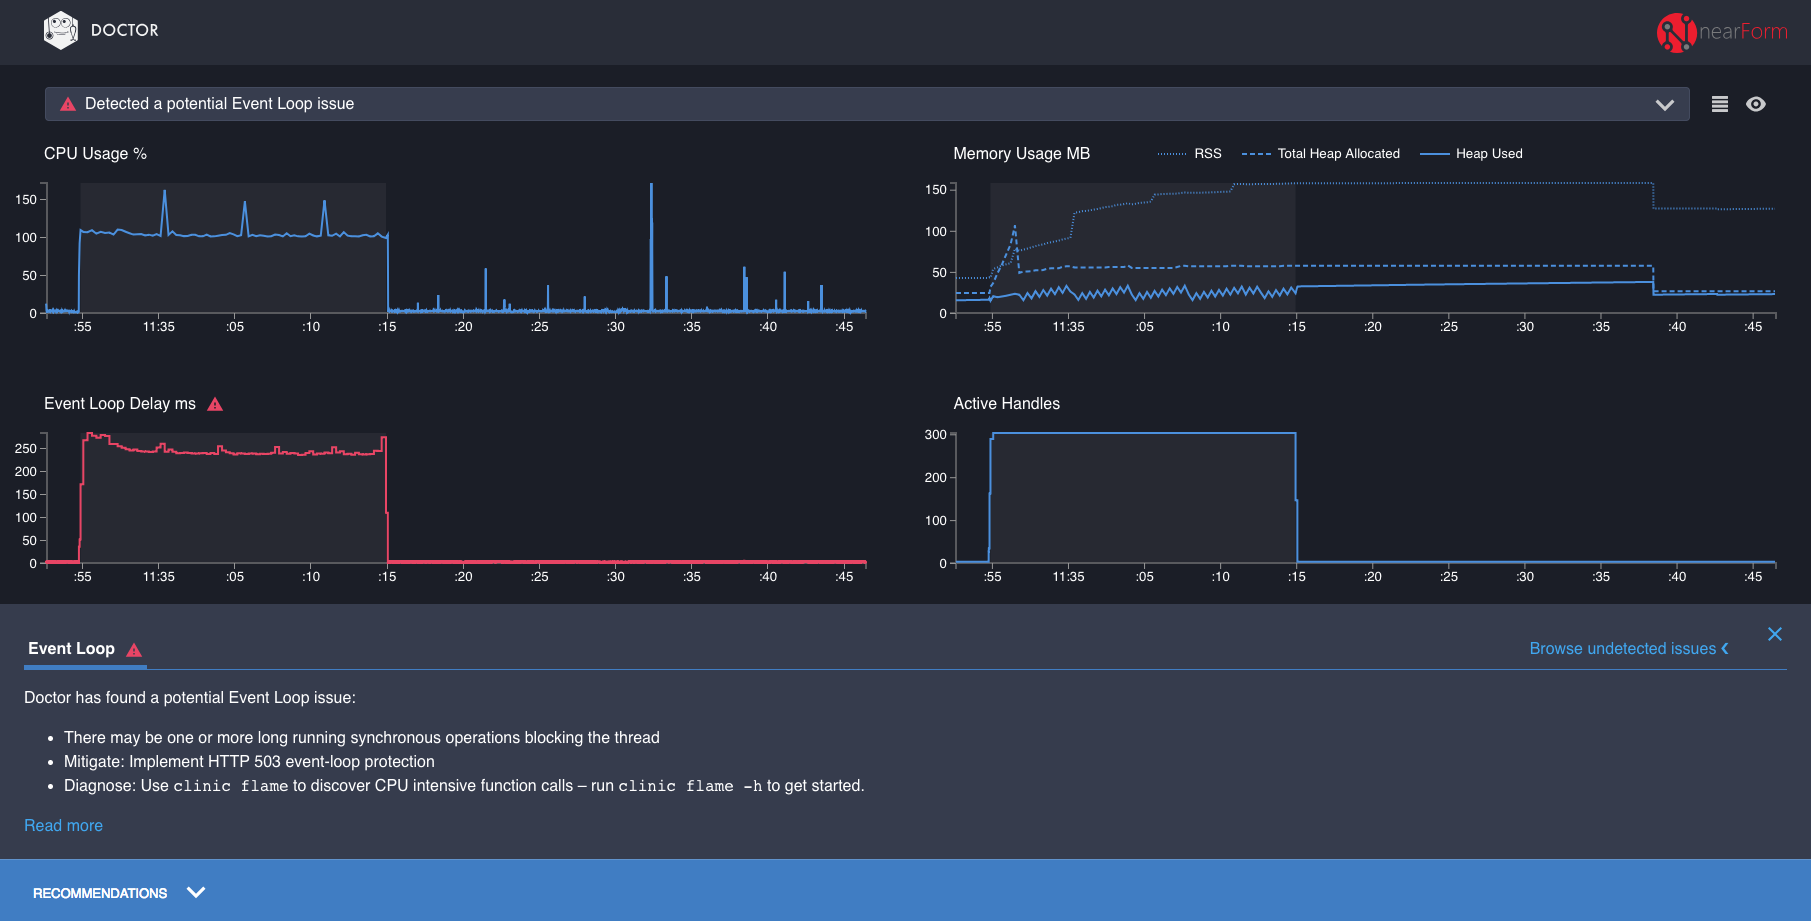 DOCTOR
nearForm
Detected a potential Event Loop issue
CPU Usage %
150
100
50
0
:55 11:35 :05 :10 :15 :20 :25 :30 :35 :40 :45
Memory Usage MB RSS Total Heap Allocated Heap Used
150
100
50
0
:55 11:35 :05 :10 :15 :20 :25 :30 :35 :40 :45
Event Loop Delay ms
250
200
150
100
50
0
:55 11:35 :05 :10 :15 :20 :25 :30 :35 :40 :45
Active Handles
300
200
100
0
:55 11:35 :05 :10 :15 :20 :25 :30 :35 :40 :45
Event Loop
Browse undetected issues
Doctor has found a potential Event Loop issue:
• There may be one or more long running synchronous operations blocking the thread
• Mitigate: Implement HTTP 503 event-loop protection
• Diagnose: Use clinic flame to discover CPU intensive function calls – run clinic flame -h to get started.
Read more
RECOMMENDATIONS